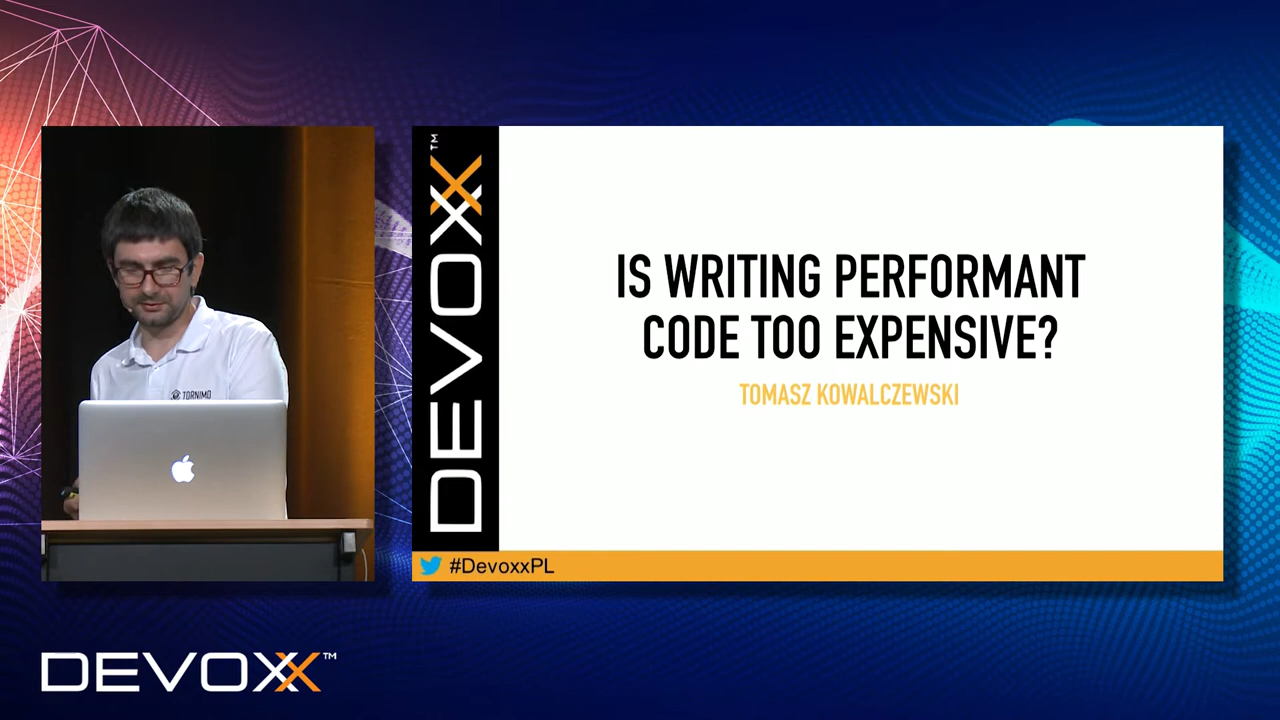 TORNIMO
DEVOXX™
IS WRITING PERFORMANT
CODE TOO EXPENSIVE?
TOMASZ KOWALCZEWSKI
#DevoxxPL
DEVOXX™